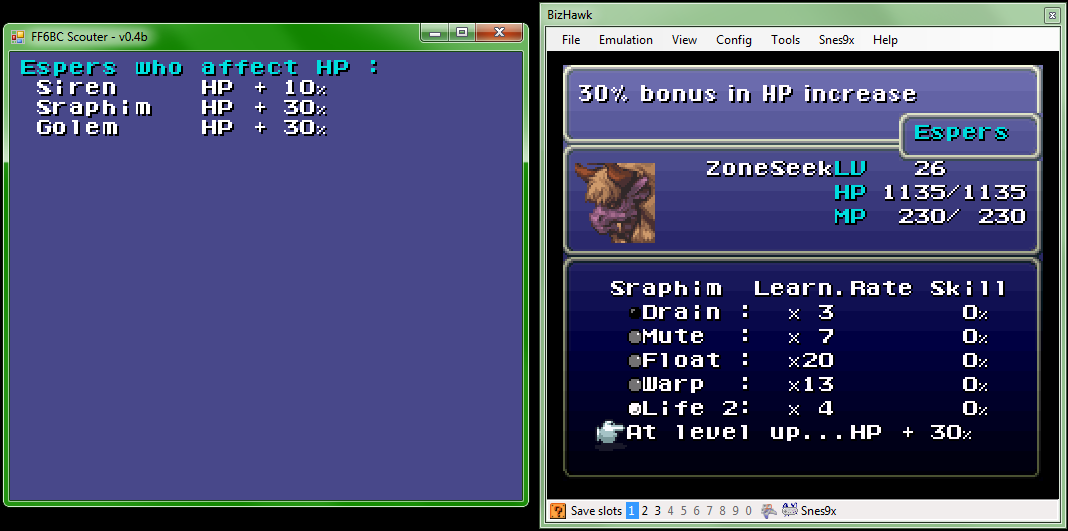 FF6BC Scouter - v0.4b
Espers who affect HP :
Siren HP + 10%
Sraphim HP + 30%
Golem HP + 30%
BizHawk
File Emulation View Config Tools Snes9x Help
30% bonus in HP increase
Espers
ZoneSeek LV 26
HP 1135/1135
MP 230/ 230
Sraphim Learn.Rate Skill
Drain : x 3 0%
Mute : x 7 0%
Float : x20 0%
Warp : x13 0%
Life 2: x 4 0%
At level up...HP + 30%
Save slots 1 2 3 4 5 6 7 8 9 0 Snes9x